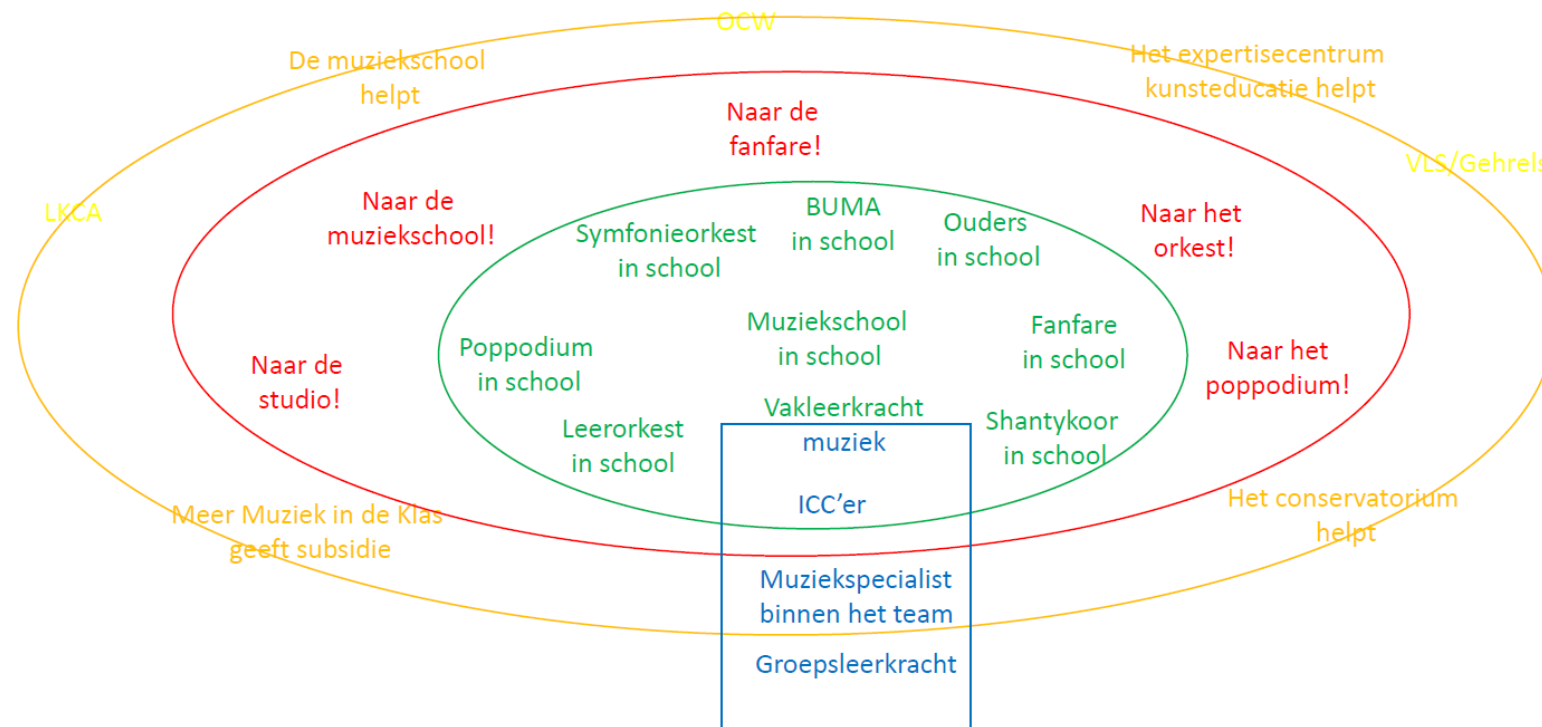 OCW
De muziekschool
helpt
Het expertisecentrum
kunsteducatie helpt
Naar de
fanfare!
VLS/Gehrels
LKCA
Naar de
muziekschool!
Symfonieorkest
in school
BUMA
in school
Ouders
in school
Naar het
orkest!
Naar de
studio!
Poppodium
in school
Muziekschool
in school
Fanfare
in school
Naar het
poppodium!
Leerorkest
in school
Vakleerkracht
muziek
Shantykoor
in school
ICC'er
Meer Muziek in de Klas
geeft subsidie
Het conservatorium
helpt
Muziekspecialist
binnen het team
Groepsleerkracht